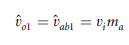 v̂ₒ₁ = v̂ₐb₁ = vᵢmₐ